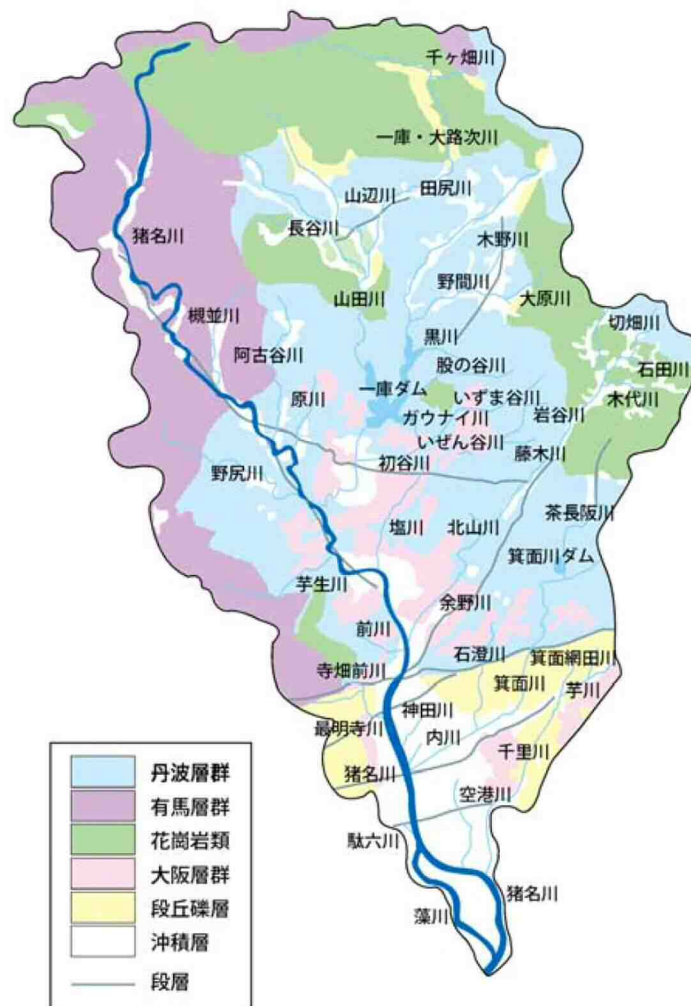 千ヶ畑川
一庫・大路次川
山辺川
田尻川
長谷川
猪名川
木野川
野間川
大原川
山田川
槻並川
黒川
切畑川
阿古谷川
股の谷川
石田川
一庫ダム
いずま谷川
木代川
原川
ガウナイ川
岩谷川
いぜん谷川
初谷川
藤木川
野尻川
塩川
北山川
茶長阪川
箕面川ダム
芋生川
余野川
前川
石澄川
箕面網田川
寺畑前川
箕面川
芋川
神田川
最明寺川
内川
千里川
猪名川
空港川
駄六川
猪名川
藻川
丹波層群
有馬層群
花崗岩類
大阪層群
段丘礫層
沖積層
段層